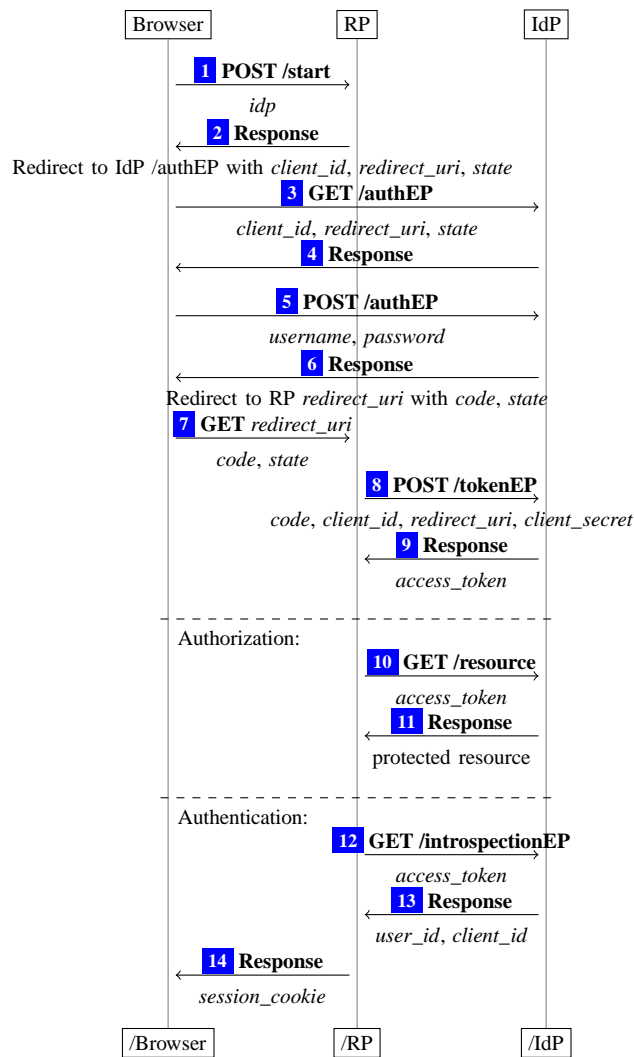 Browser RP IdP
1 POST /start
idp
2 Response
Redirect to IdP /authEP with client_id, redirect_uri, state
3 GET /authEP
client_id, redirect_uri, state
4 Response
5 POST /authEP
username, password
6 Response
Redirect to RP redirect_uri with code, state
7 GET redirect_uri
code, state
8 POST /tokenEP
code, client_id, redirect_uri, client_secret
9 Response
access_token
Authorization:
10 GET /resource
access_token
11 Response
protected resource
Authentication:
12 GET /introspectionEP
access_token
13 Response
user_id, client_id
14 Response
session_cookie
/Browser /RP /IdP